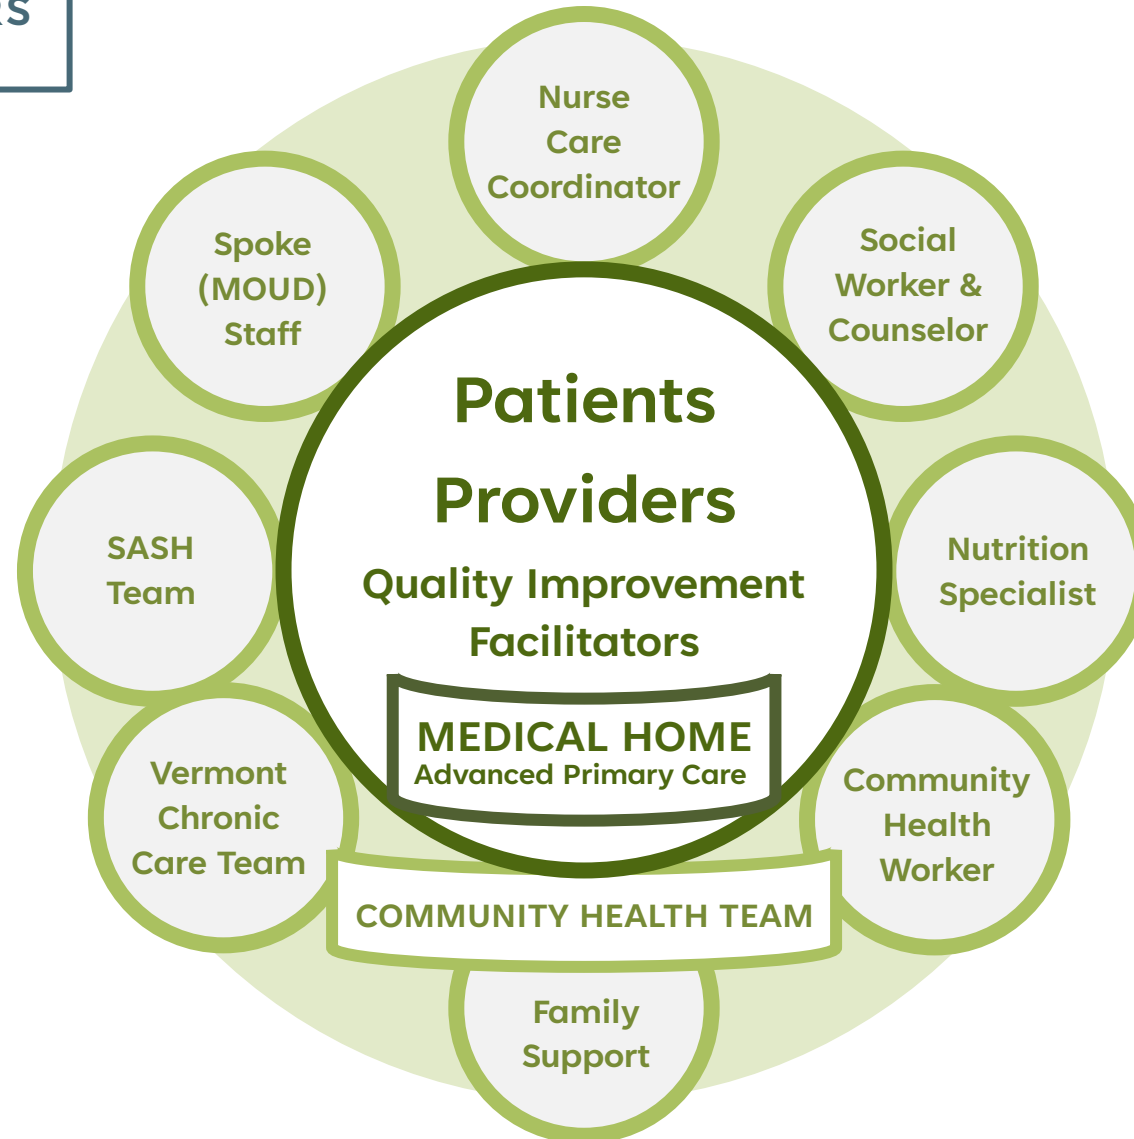 Nurse
Care
Coordinator
Social
Worker &
Counselor
Nutrition
Specialist
Community
Health
Worker
Family
Support
Vermont
Chronic
Care Team
SASH
Team
Spoke
(MOUD)
Staff
Patients
Providers
Quality Improvement
Facilitators
MEDICAL HOME
Advanced Primary Care
COMMUNITY HEALTH TEAM